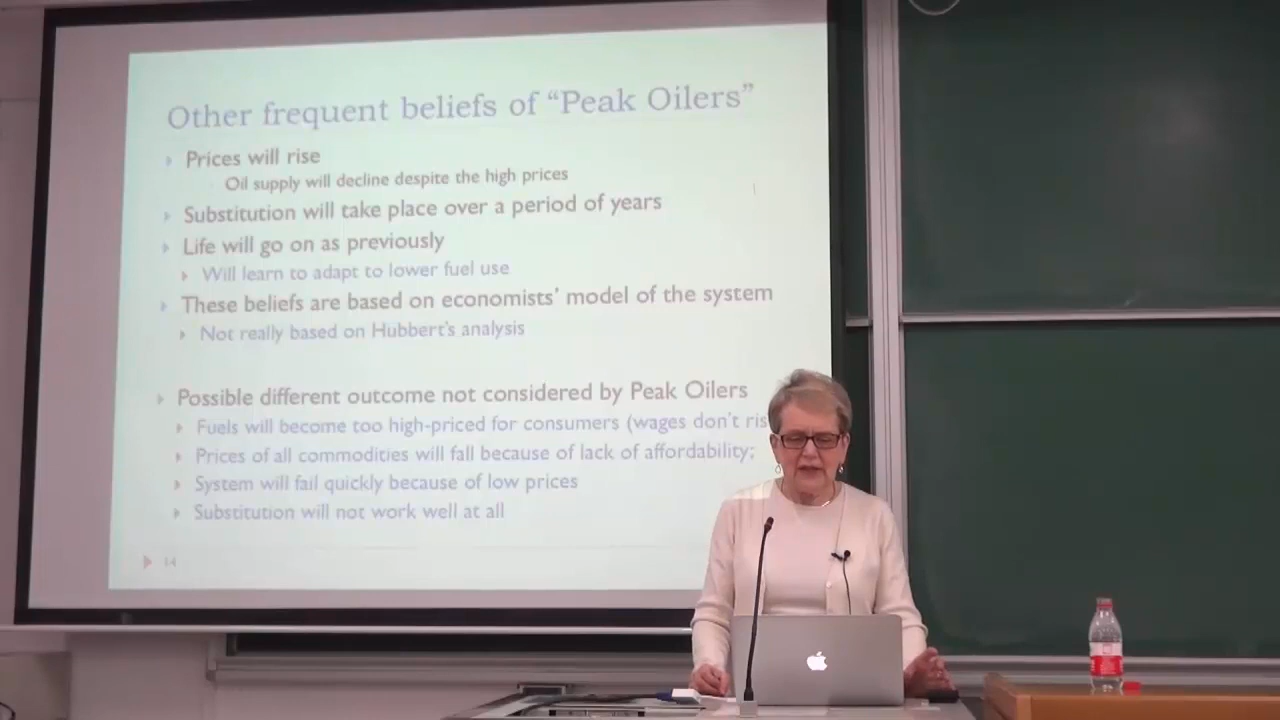 Other frequent beliefs of “Peak Oilers”
Prices will rise
Oil supply will decline despite the high prices
Substitution will take place over a period of years
Life will go on as previously
Will learn to adapt to lower fuel use
These beliefs are based on economists’ model of the system
Not really based on Hubbert’s analysis
Possible different outcome not considered by Peak Oilers
Fuels will become too high-priced for consumers (wages don’t ris
Prices of all commodities will fall because of lack of affordability;
System will fail quickly because of low prices
Substitution will not work well at all
14